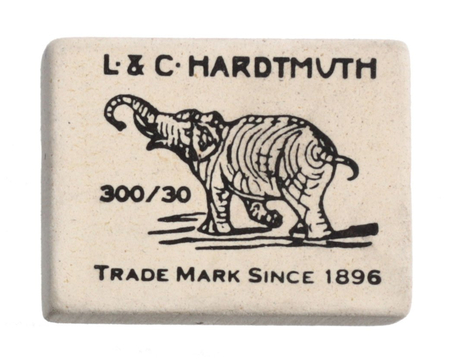 L·&C·HARDTMUTH
300/30
TRADE MARK SINCE 1896